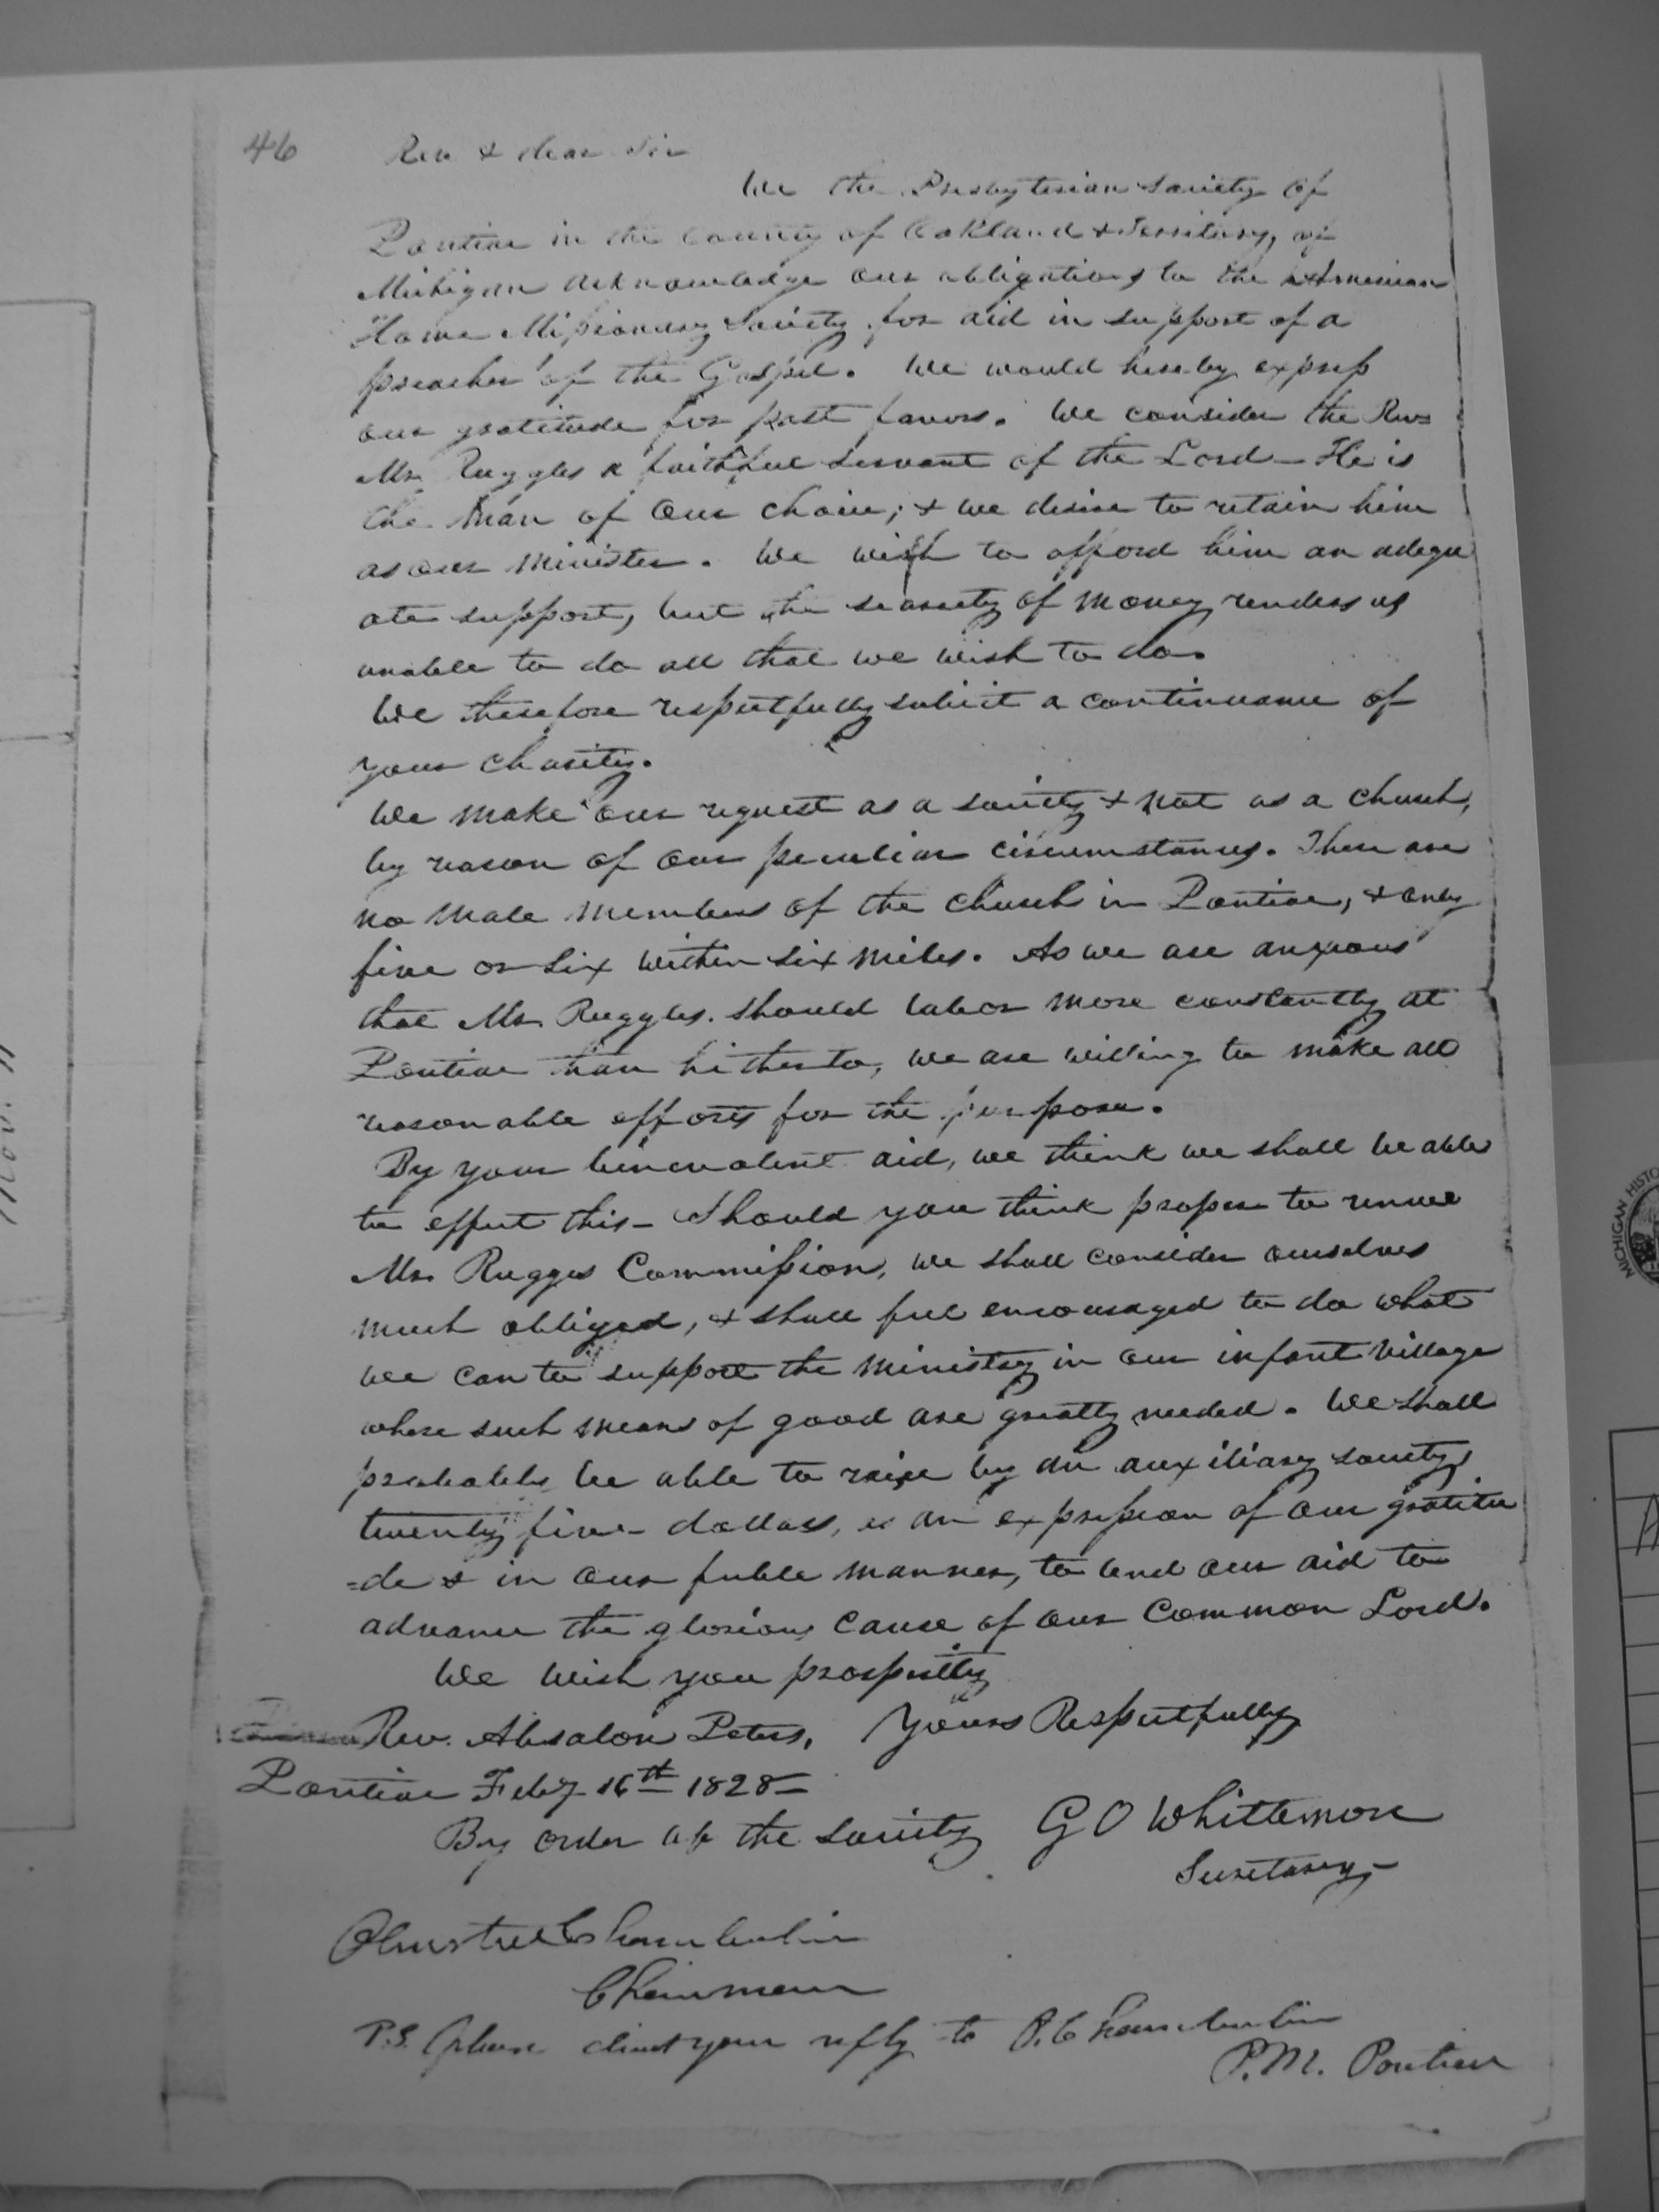 46
Rev & dear Sir
We the Presbyterian Society of
Pontiac in the County of Oakland & Territory of
Michigan acknowledge our obligations to the American
Home Missionary Society for aid in support of a
preacher of the Gospel. We would hereby express
our gratitude for past favors. We consider the Rev
Mr Ruggles a faithful servant of the Lord — He is
the man of our choice; & we desire to retain him
as our minister. We wish to afford him an adequ
ate support, but the scarcity of money renders us
unable to do all that we wish to do.
We therefore respectfully solicit a continuance of
your charity.
We make our request as a society & not as a church,
by reason of our peculiar circumstances. There are
no male members of the church in Pontiac, & only
five or six within six miles. As we are anxious
that Mr Ruggles should labor more constantly at
Pontiac than hitherto, we are willing to make all
reasonable efforts for the purpose.
By your benevolent aid, we think we shall be able
to effect this — Should you think proper to renew
Mr. Rugges Commission, we shall consider ourselves
much obliged, & shall feel encouraged to do what
we can to support the ministry in our infant village
where such means of good are greatly needed. We shall
probably be able to raise by an auxiliary society
twenty five dollars, as an expression of our gratitu
=de & in our feeble manner, to lend our aid to
advance the glorious cause of our Common Lord.
We wish you prosperity
Rev. Absalom Peters, Yours Respectfully
Pontiac Feby 16th 1828
By order of the society G O Whittemore
Secretary
Olmsted Chamberlin
Chairman
P.S. please direct your reply to O. Chamberlin
P.M. Pontiac
MICHIGAN HISTO
Nov. 11